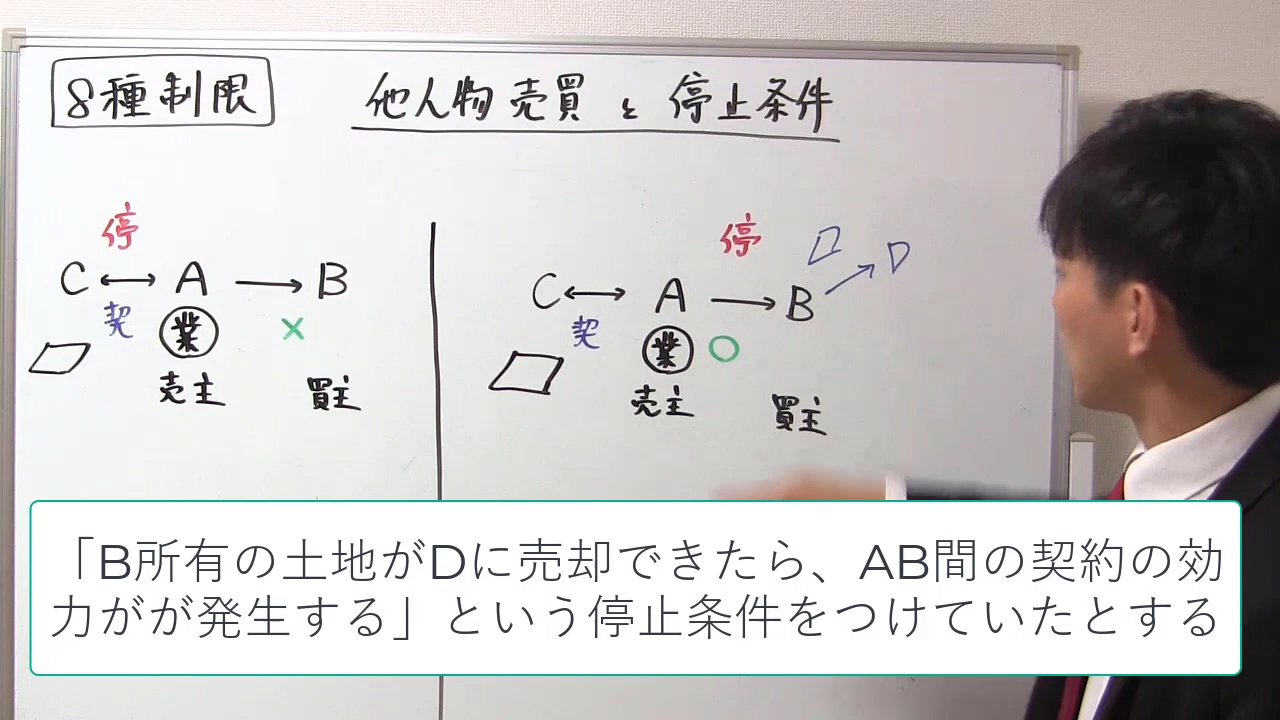 8種制限
他人物売買と停止条件
停
C ↔ A → B
契
業
×
売主
買主
停
D
C ↔ A → B
契
業
○
売主
買主
「B所有の土地がDに売却できたら、AB間の契約の効
力がが発生する」という停止条件をつけていたとする